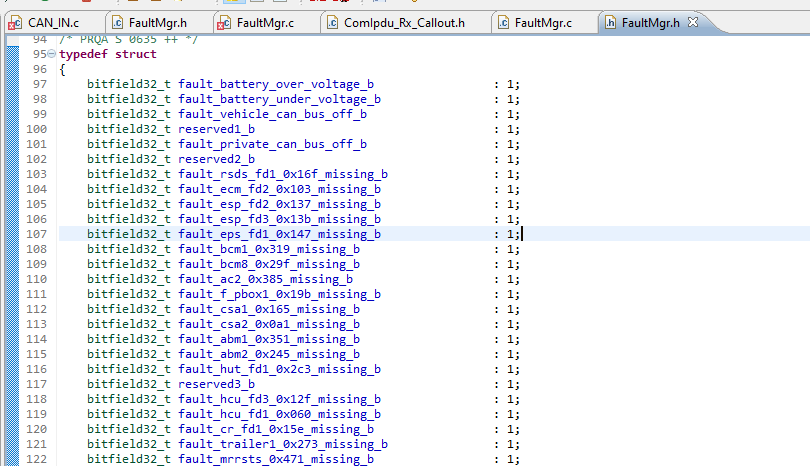 CAN_IN.c FaultMgr.h FaultMgr.c ComIpdu_Rx_Callout.h FaultMgr.c FaultMgr.h
94 /* PRQA S 0635 ++ */
95 typedef struct
96 {
97 bitfield32_t fault_battery_over_voltage_b : 1;
98 bitfield32_t fault_battery_under_voltage_b : 1;
99 bitfield32_t fault_vehicle_can_bus_off_b : 1;
100 bitfield32_t reserved1_b : 1;
101 bitfield32_t fault_private_can_bus_off_b : 1;
102 bitfield32_t reserved2_b : 1;
103 bitfield32_t fault_rsds_fd1_0x16f_missing_b : 1;
104 bitfield32_t fault_ecm_fd2_0x103_missing_b : 1;
105 bitfield32_t fault_esp_fd2_0x137_missing_b : 1;
106 bitfield32_t fault_esp_fd3_0x13b_missing_b : 1;
107 bitfield32_t fault_eps_fd1_0x147_missing_b : 1;
108 bitfield32_t fault_bcm1_0x319_missing_b : 1;
109 bitfield32_t fault_bcm8_0x29f_missing_b : 1;
110 bitfield32_t fault_ac2_0x385_missing_b : 1;
111 bitfield32_t fault_f_pbox1_0x19b_missing_b : 1;
112 bitfield32_t fault_csa1_0x165_missing_b : 1;
113 bitfield32_t fault_csa2_0x0a1_missing_b : 1;
114 bitfield32_t fault_abm1_0x351_missing_b : 1;
115 bitfield32_t fault_abm2_0x245_missing_b : 1;
116 bitfield32_t fault_hut_fd1_0x2c3_missing_b : 1;
117 bitfield32_t reserved3_b : 1;
118 bitfield32_t fault_hcu_fd3_0x12f_missing_b : 1;
119 bitfield32_t fault_hcu_fd1_0x060_missing_b : 1;
120 bitfield32_t fault_cr_fd1_0x15e_missing_b : 1;
121 bitfield32_t fault_trailer1_0x273_missing_b : 1;
122 bitfield32_t fault_mrrsts_0x471_missing_b : 1;